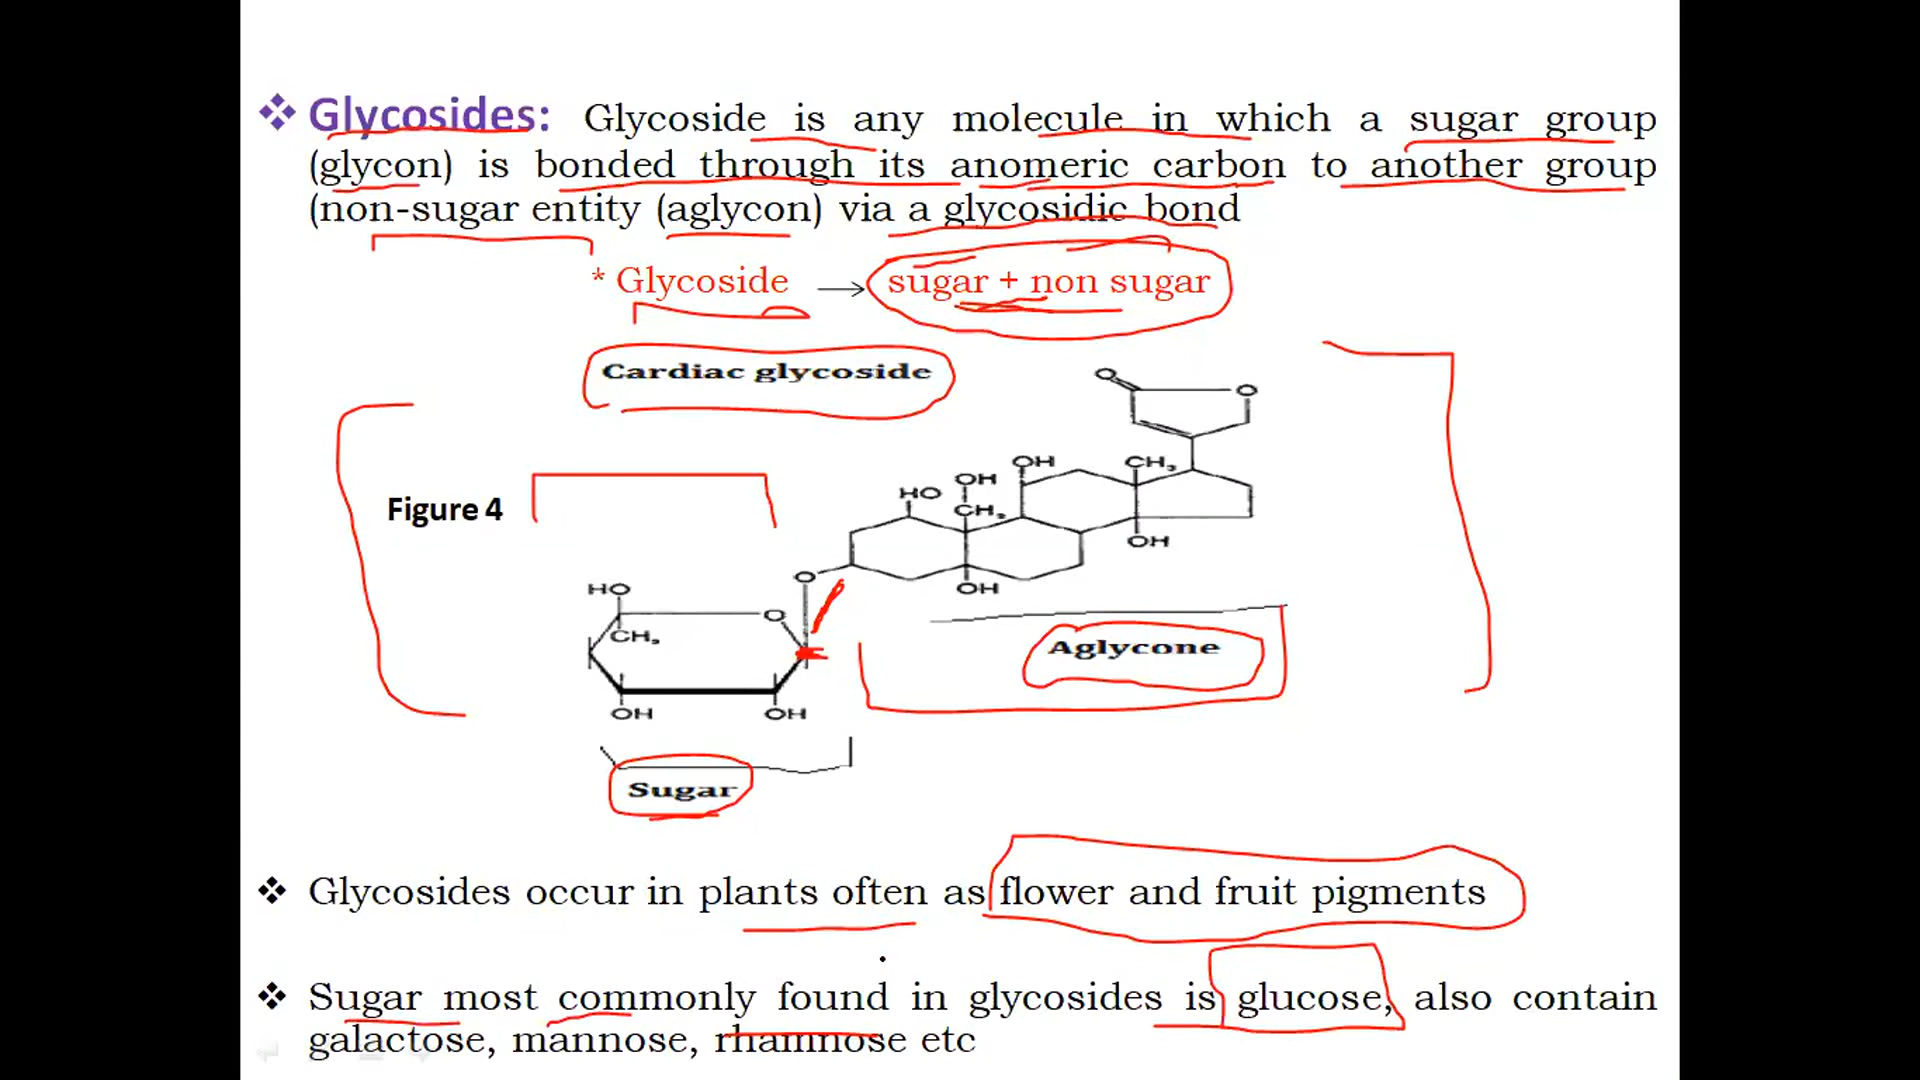 ❖ Glycosides: Glycoside is any molecule in which a sugar group
(glycon) is bonded through its anomeric carbon to another group
(non-sugar entity (aglycon) via a glycosidic bond
* Glycoside → sugar + non sugar
Cardiac glycoside
O
O
OH
CH₃
OH
HO
CH₂
Figure 4
OH
O
OH
HO
O
CH₃
Aglycone
OH
OH
Sugar
❖ Glycosides occur in plants often as flower and fruit pigments
❖ Sugar most commonly found in glycosides is glucose, also contain
galactose, mannose, rhamnose etc